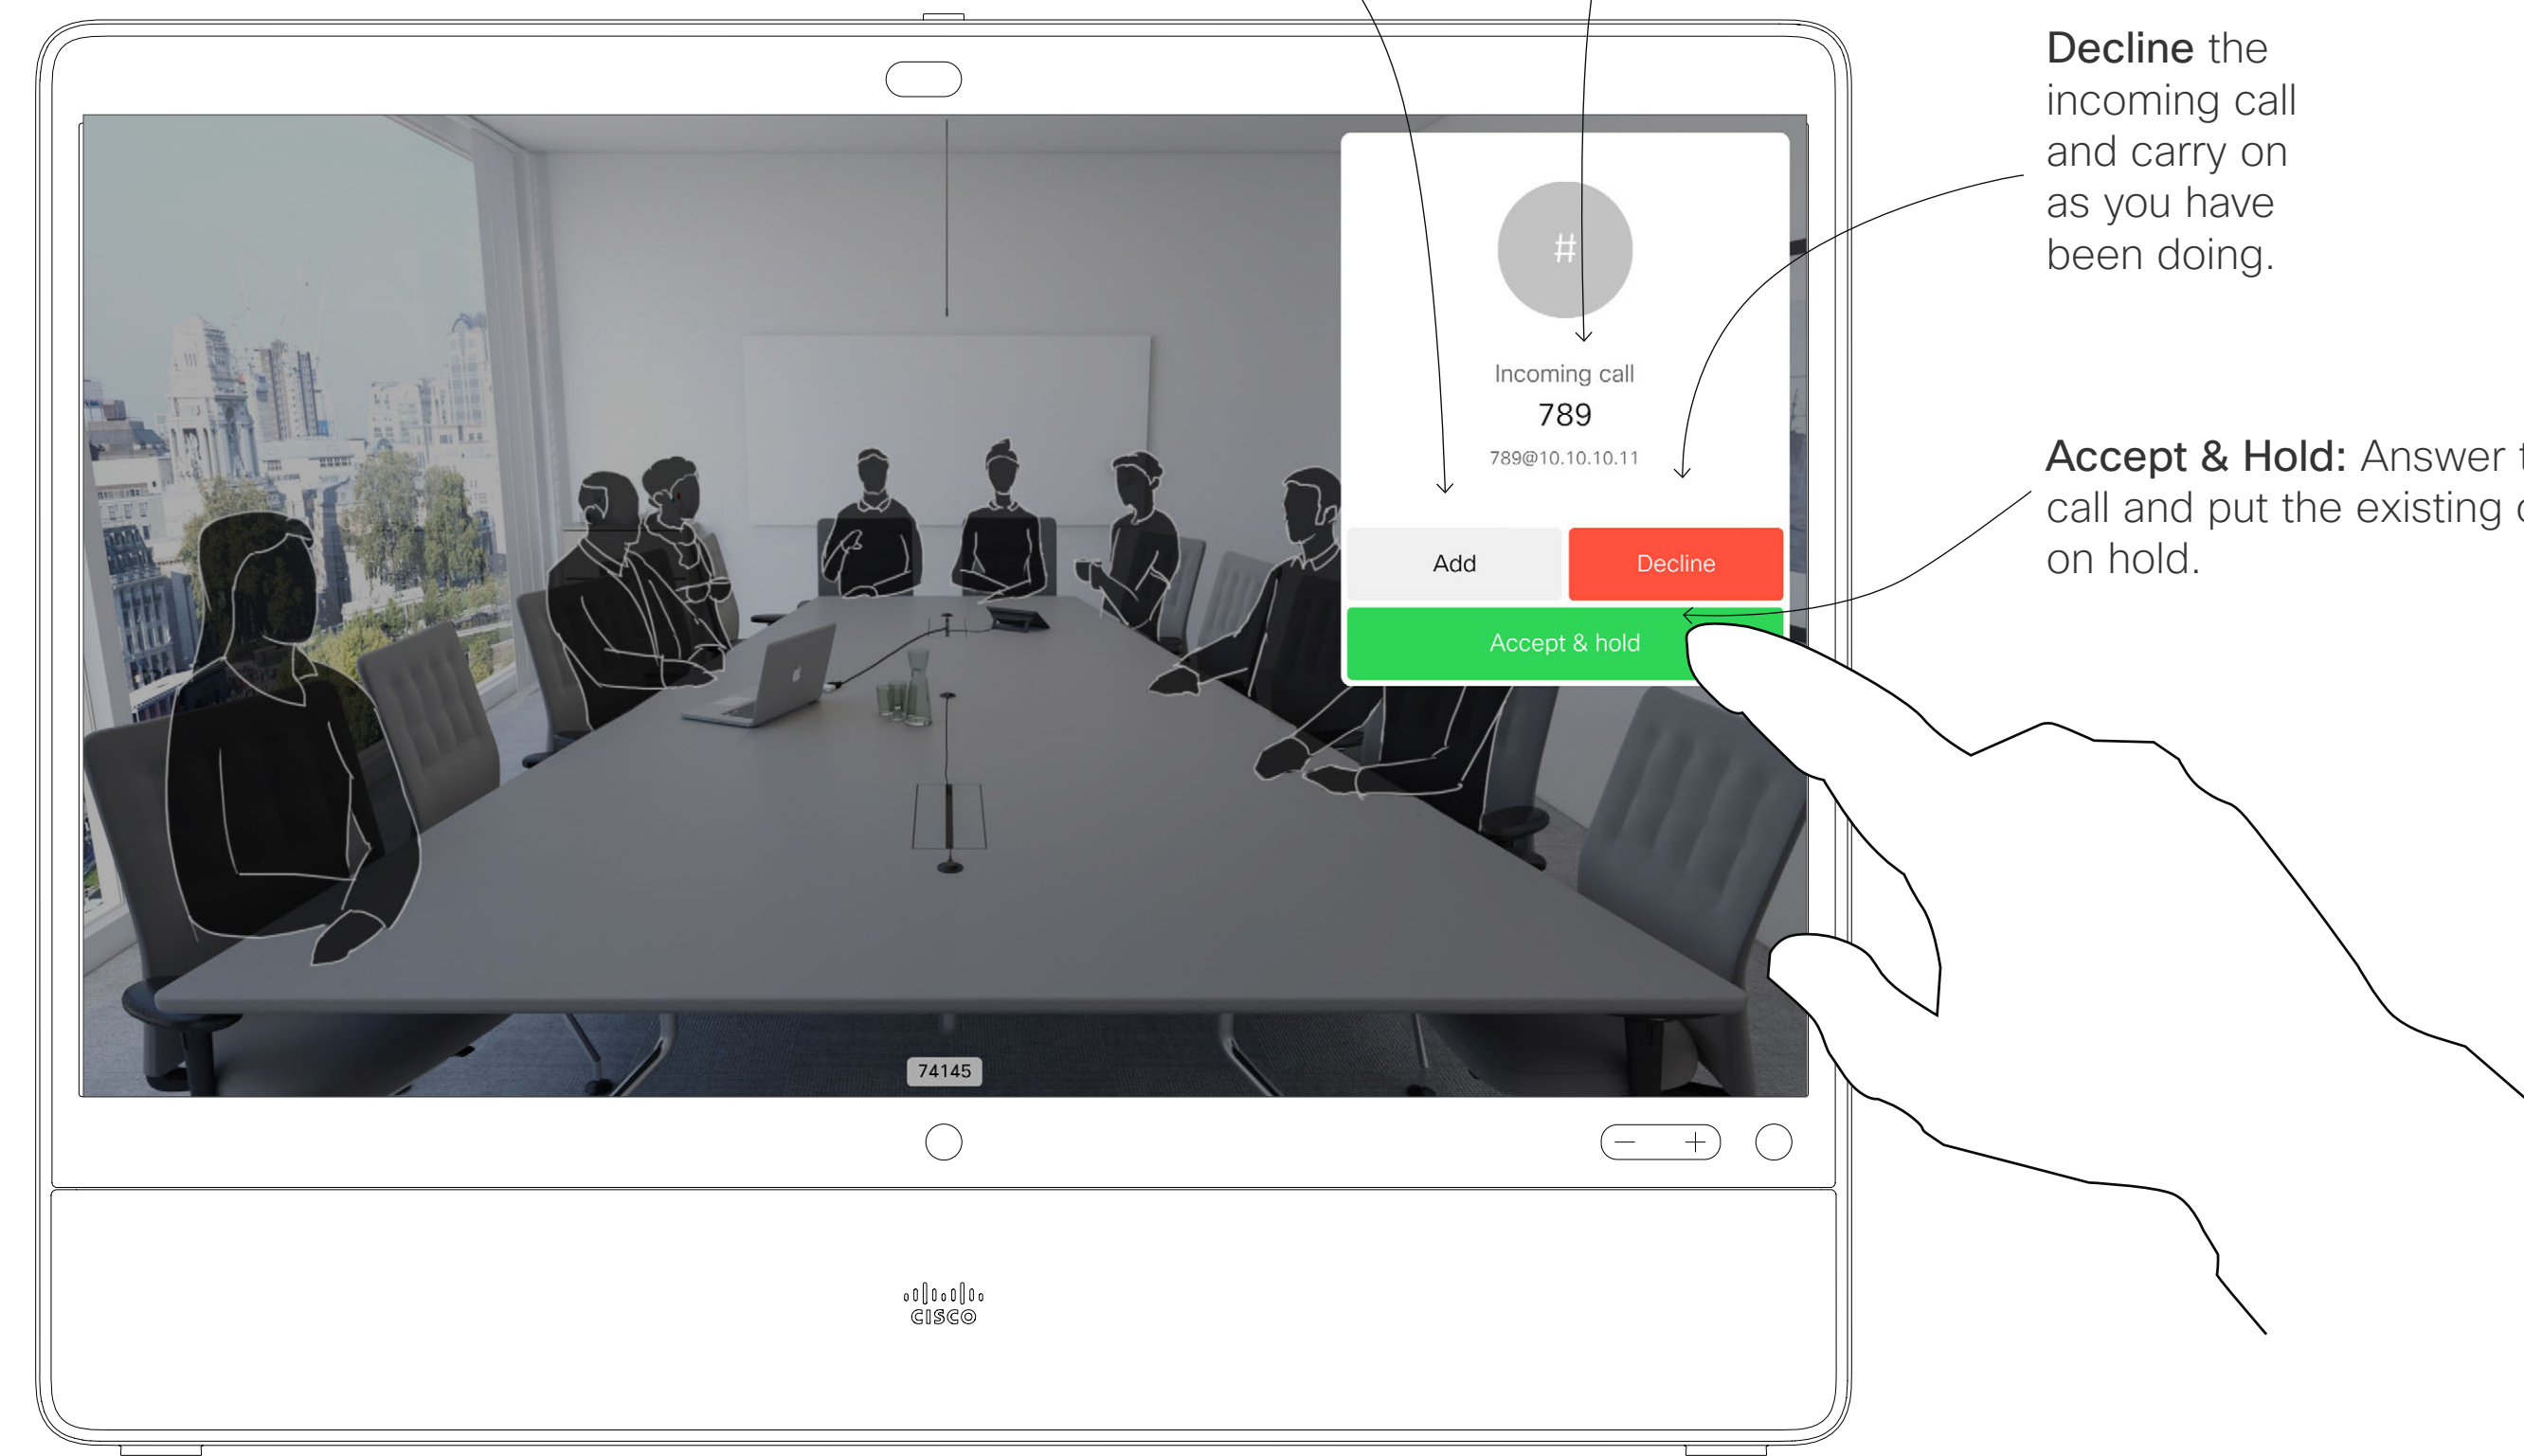 Decline the
incoming call
and carry on
as you have
been doing.
#
Incoming call
789
789@10.10.10.11
Add
Decline
Accept & hold
Accept & Hold: Answer
call and put the existing
on hold.
74145
CISCO